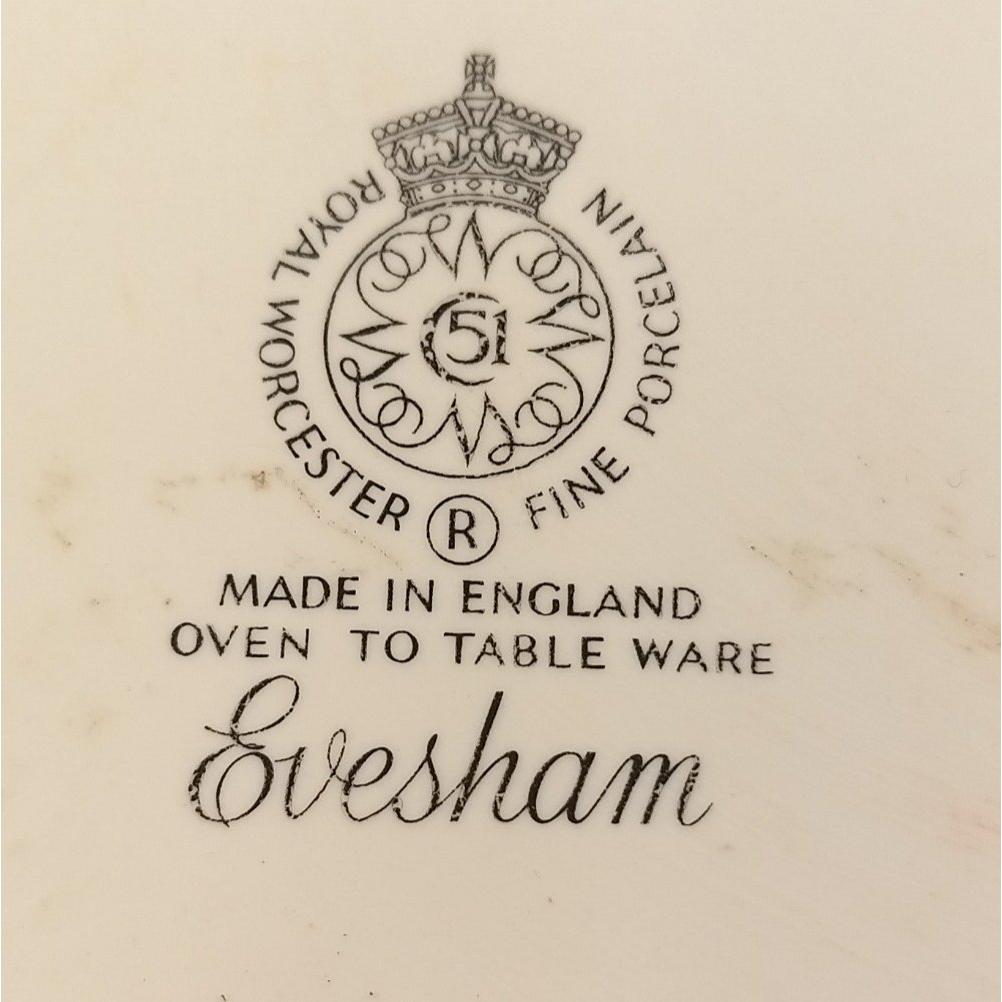 ROYAL WORCESTER ® FINE PORCELAIN
51
MADE IN ENGLAND
OVEN TO TABLE WARE
Evesham